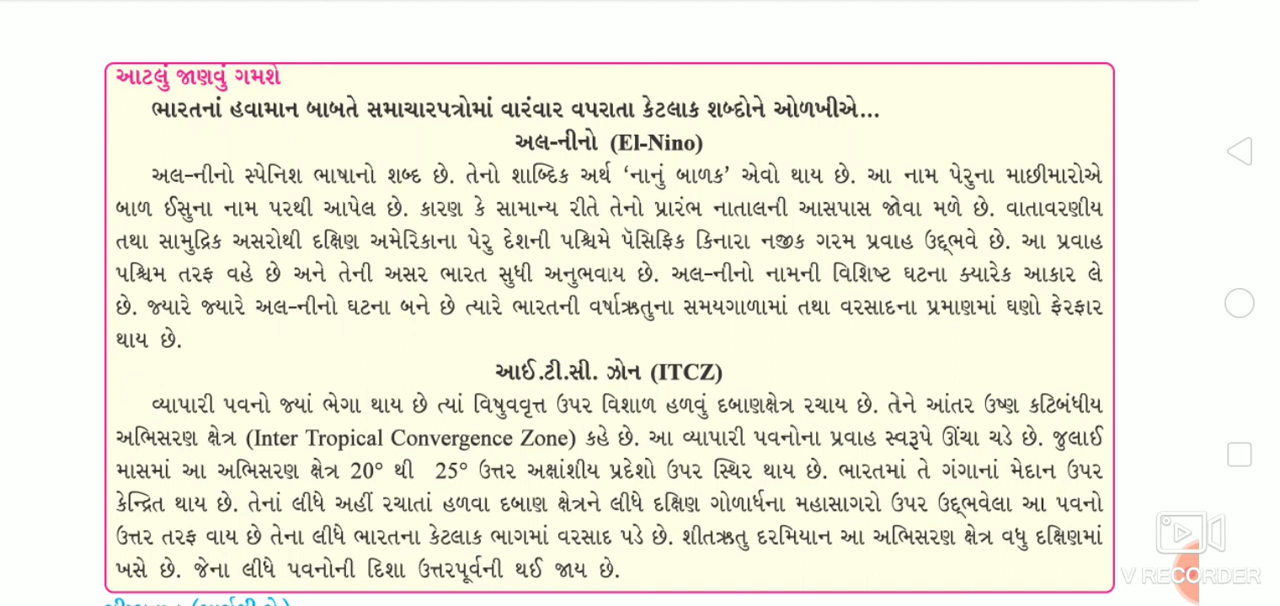 આટલું જાણવું ગમશે
ભારતનાં હવામાન બાબતે સમાચારપત્રોમાં વારંવાર વપરાતા કેટલાક શબ્દોને ઓળખીએ...
અલ-નીનો (El-Nino)
અલ-નીનો સ્પેનિશ ભાષાનો શબ્દ છે. તેનો શાબ્દિક અર્થ ‘નાનું બાળક’ એવો થાય છે. આ નામ પેરુના માછીમારોએ
બાળ ઈસુના નામ પરથી આપેલ છે. કારણ કે સામાન્ય રીતે તેનો પ્રારંભ નાતાલની આસપાસ જોવા મળે છે. વાતાવરણીય
તથા સામુદ્રિક અસરોથી દક્ષિણ અમેરિકાના પેરુ દેશની પશ્ચિમે પૅસિફિક કિનારા નજીક ગરમ પ્રવાહ ઉદ્ભવે છે. આ પ્રવાહ
પશ્ચિમ તરફ વહે છે અને તેની અસર ભારત સુધી અનુભવાય છે. અલ-નીનો નામની વિશિષ્ટ ઘટના ક્યારેક આકાર લે
છે. જ્યારે જ્યારે અલ-નીનો ઘટના બને છે ત્યારે ભારતની વર્ષાઋતુના સમયગાળામાં તથા વરસાદના પ્રમાણમાં ઘણો ફેરફાર
થાય છે.
આઈ.ટી.સી. ઝોન (ITCZ)
વ્યાપારી પવનો જ્યાં ભેગા થાય છે ત્યાં વિષુવવૃત્ત ઉપર વિશાળ હળવું દબાણક્ષેત્ર રચાય છે. તેને આંતર ઉષ્ણ કટિબંધીય
અભિસરણ ક્ષેત્ર (Inter Tropical Convergence Zone) કહે છે. આ વ્યાપારી પવનોના પ્રવાહ સ્વરૂપે ઊંચા ચડે છે. જુલાઈ
માસમાં આ અભિસરણ ક્ષેત્ર 20° થી 25° ઉત્તર અક્ષાંશીય પ્રદેશો ઉપર સ્થિર થાય છે. ભારતમાં તે ગંગાનાં મેદાન ઉપર
કેન્દ્રિત થાય છે. તેનાં લીધે અહીં રચાતાં હળવા દબાણ ક્ષેત્રને લીધે દક્ષિણ ગોળાર્ધના મહાસાગરો ઉપર ઉદ્ભવેલા આ પવનો
ઉત્તર તરફ વાય છે તેના લીધે ભારતના કેટલાક ભાગમાં વરસાદ પડે છે. શીતઋતુ દરમિયાન આ અભિસરણ ક્ષેત્ર વધુ દક્ષિણમાં
ખસે છે. જેના લીધે પવનોની દિશા ઉત્તરપૂર્વની થઈ જાય છે.
V RECORDER